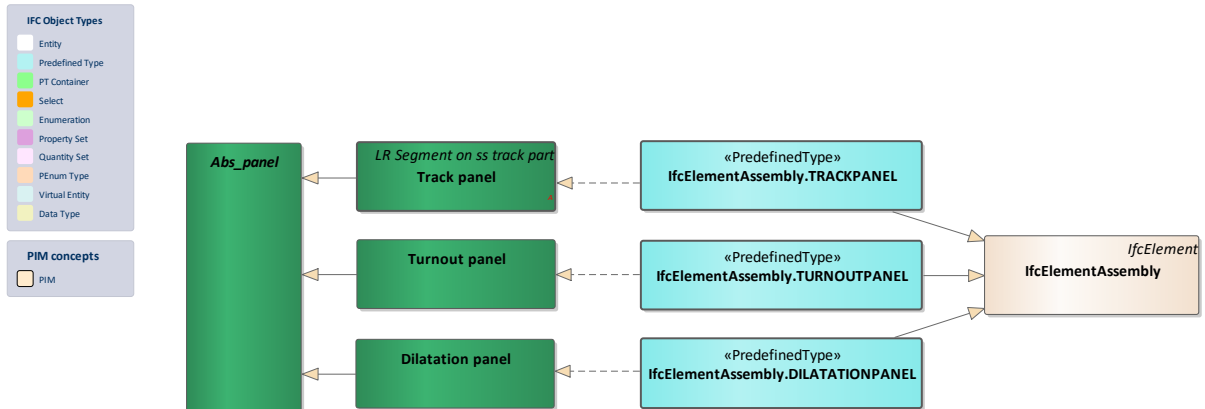 IFC Object Types
Entity
Predefined Type
PT Container
Select
Enumeration
Property Set
Quantity Set
PEnum Type
Virtual Entity
Data Type
PIM concepts
PIM
Abs_panel
LR Segment on ss track part
Track panel
Turnout panel
Dilatation panel
«PredefinedType»
IfcElementAssembly.TRACKPANEL
«PredefinedType»
IfcElementAssembly.TURNOUTPANEL
«PredefinedType»
IfcElementAssembly.DILATATIONPANEL
IfcElement
IfcElementAssembly